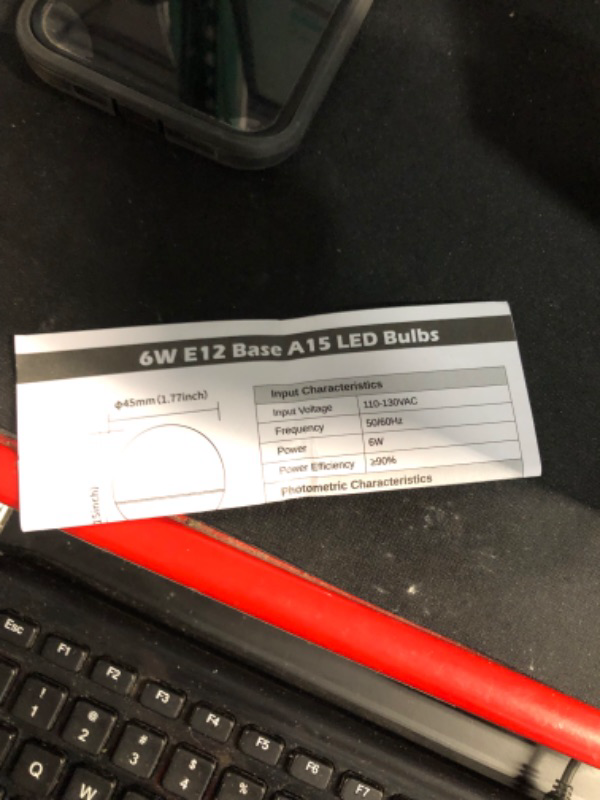 6W E12 Base A15 LED Bulbs
Φ45mm(1.77inch)
Input Characteristics
Input Voltage 110-130VAC
Frequency 50/60Hz
Power 6W
Power Efficiency ≥90%
Photometric Characteristics
Esc F1 F2 F3 F4 F5 F6 F7
! 1 @ 2 # 3 $ 4 %
Q W